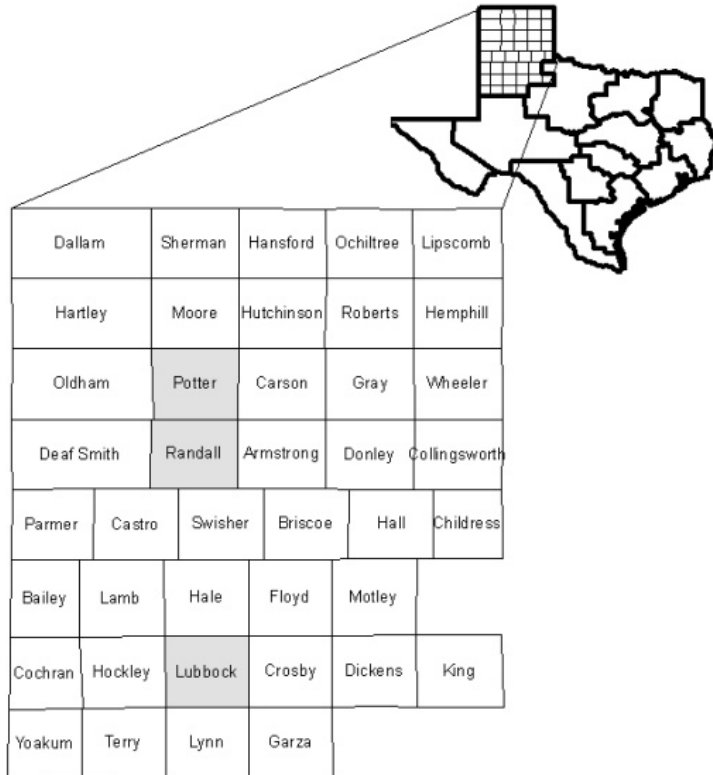 Dallam Sherman Hansford Ochiltree Lipscomb
Hartley Moore Hutchinson Roberts Hemphill
Oldham Potter Carson Gray Wheeler
Deaf Smith Randall Armstrong Donley Collingsworth
Parmer Castro Swisher Briscoe Hall Childress
Bailey Lamb Hale Floyd Motley
Cochran Hockley Lubbock Crosby Dickens King
Yoakum Terry Lynn Garza